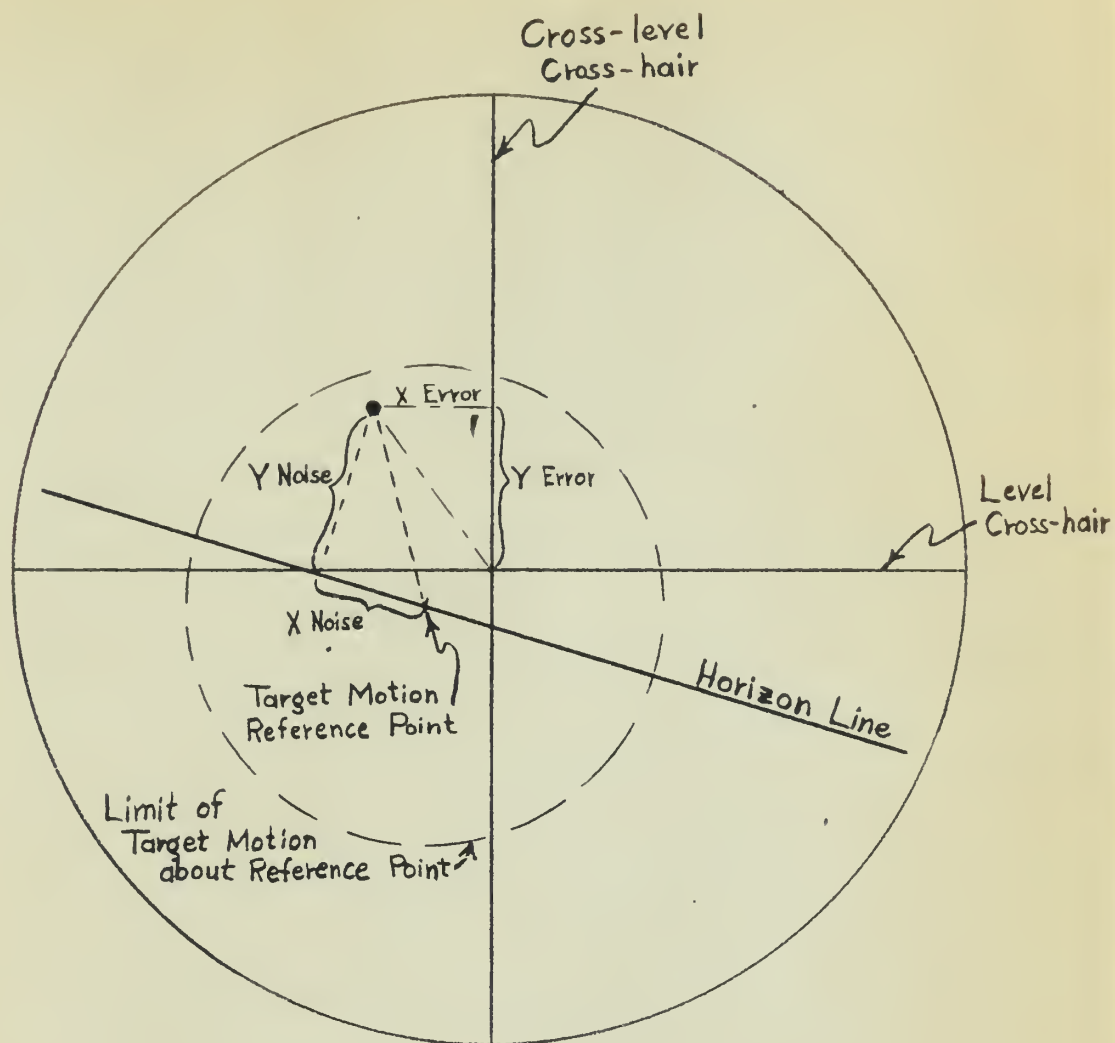 Cross-level
Cross-hair
X Error
Y Noise
Y Error
Level
Cross-hair
X Noise
Target Motion
Reference Point
Horizon Line
Limit of
Target Motion
about Reference Point